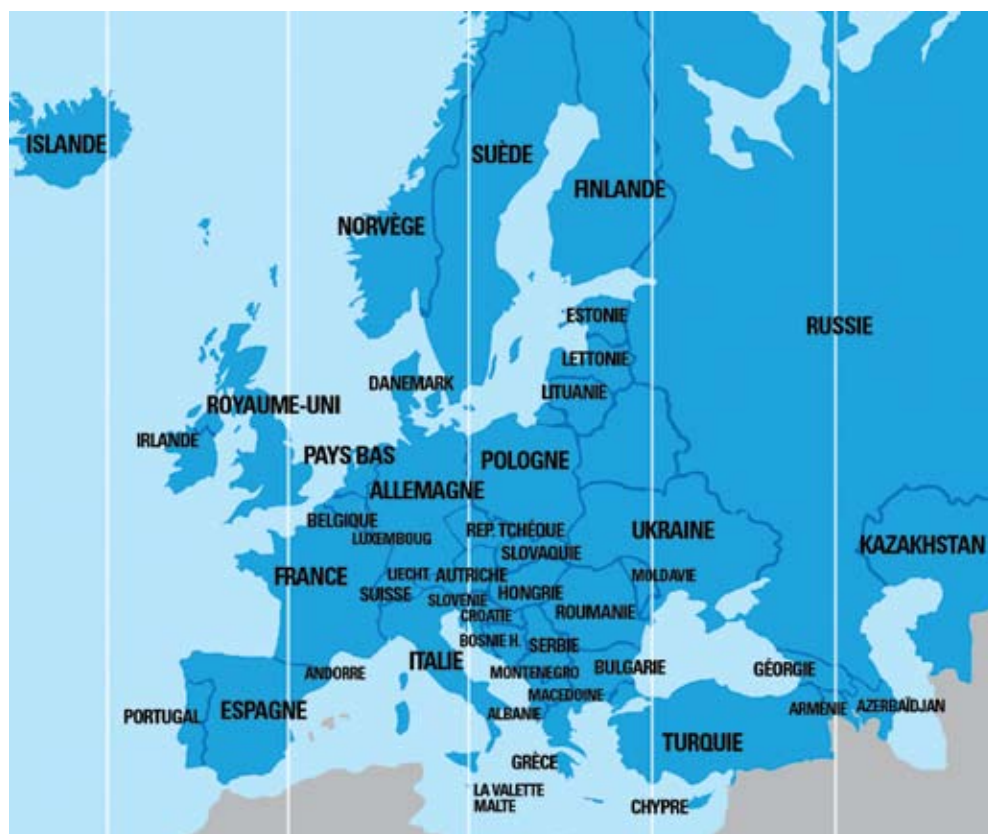 ISLANDE
SUÈDE
FINLANDE
NORVÈGE
ESTONIE
RUSSIE
LETTONIE
DANEMARK
LITUANIE
ROYAUME-UNI
IRLANDE
PAYS BAS
POLOGNE
ALLEMAGNE
BELGIQUE
LUXEMBOUG
REP. TCHÉQUE
UKRAINE
SLOVAQUIE
KAZAKHSTAN
FRANCE
LIECHT.
AUTRICHE
MOLDAVIE
SUISSE
SLOVENIE
HONGRIE
CROATIE
ROUMANIE
BOSNIE H.
SERBIE
ITALIE
ANDORRE
MONTENEGRO
BULGARIE
GÉORGIE
MACEDOINE
PORTUGAL
ESPAGNE
ALBANIE
ARMÉNIE
AZERBAÏDJAN
TURQUIE
GRÈCE
LA VALETTE
MALTE
CHYPRE